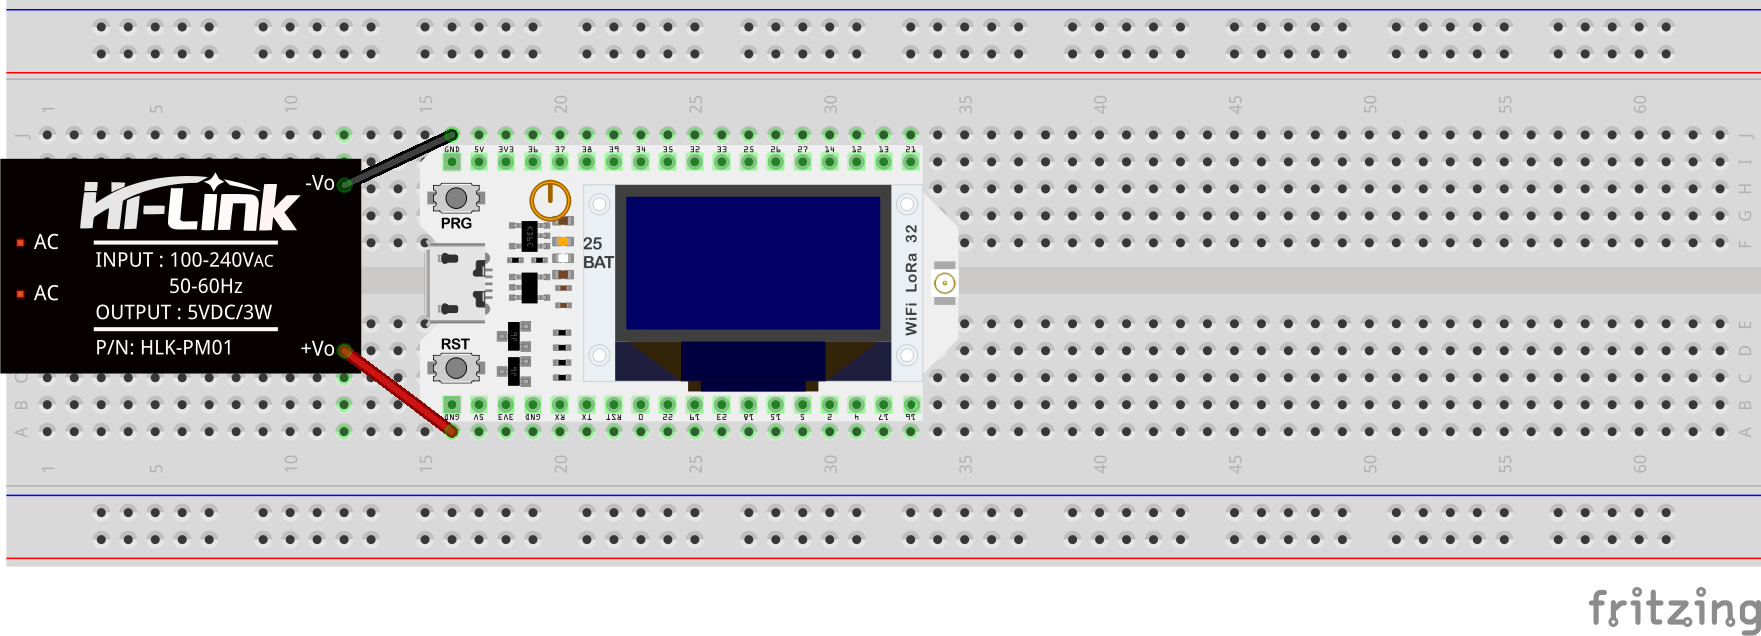 1 5 10 15 20 25 30 35 40 45 50 55 60
J J
GND 5V 3V3 36 37 38 39 34 35 32 33 25 26 27 14 12 13 21
I
H
G
F
Hi-Link
-Vo
AC
AC
INPUT : 100-240VAC
50-60Hz
OUTPUT : 5VDC/3W
P/N: HLK-PM01
+Vo
PRG
25
BAT
RST
WiFi LoRa 32
E
D
C C
B B
GND 5V 3V3 GND RX TX RST 0 22 19 23 18 15 5 2 4 17 16
A A
1 5 10 15 20 25 30 35 40 45 50 55 60
fritzing